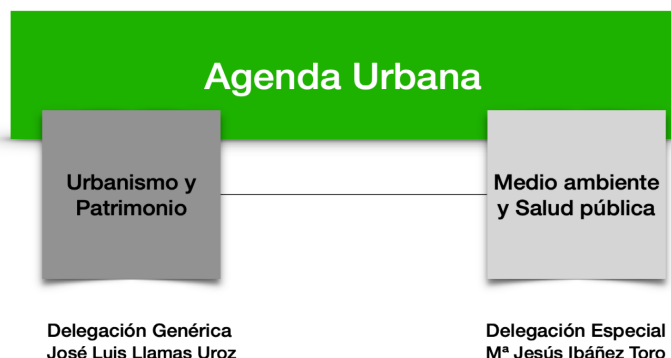 Agenda Urbana
Urbanismo y
Patrimonio
Medio ambiente
y Salud pública
Delegación Genérica
José Luis Llamas Uroz
Delegación Especial
Mª Jesús Ibáñez Toro